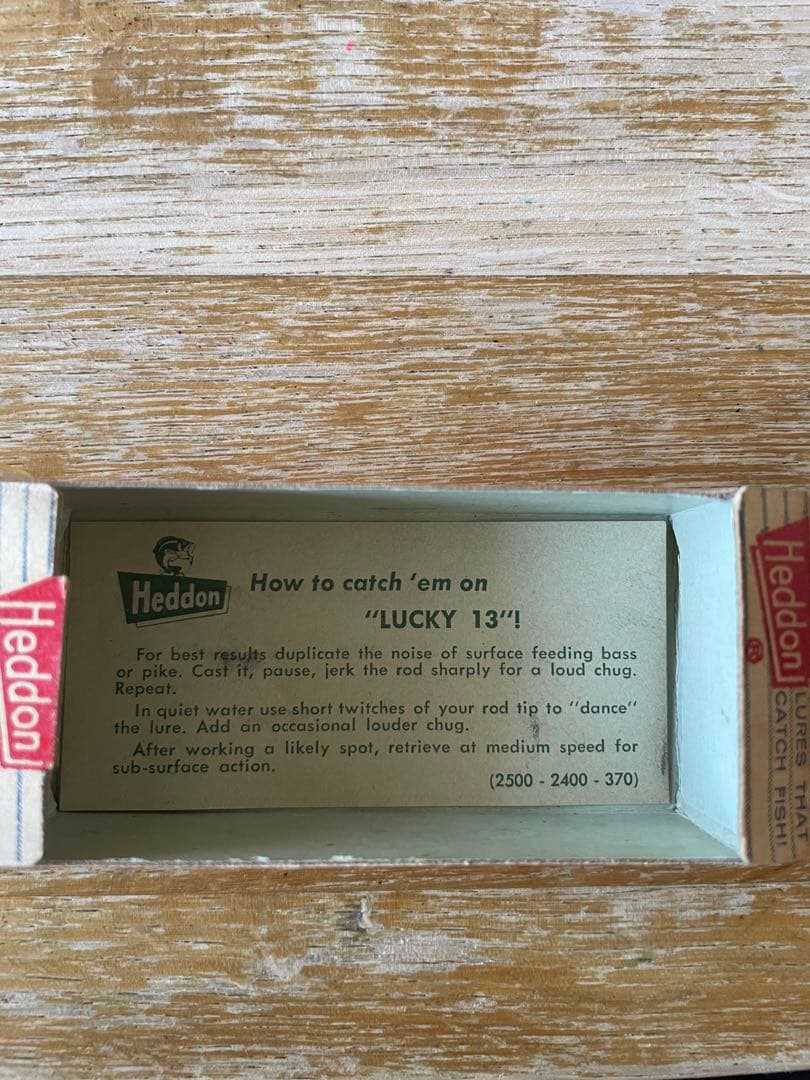 Heddon
How to catch 'em on
"LUCKY 13"!
For best results duplicate the noise of surface feeding bass
or pike. Cast it, pause, jerk the rod sharply for a loud chug.
Repeat.
In quiet water use short twitches of your rod tip to "dance"
the lure. Add an occasional louder chug.
After working a likely spot, retrieve at medium speed for
sub-surface action.
(2500 - 2400 - 370)
Heddon
Heddon
®
LURES THAT
CATCH FISH!